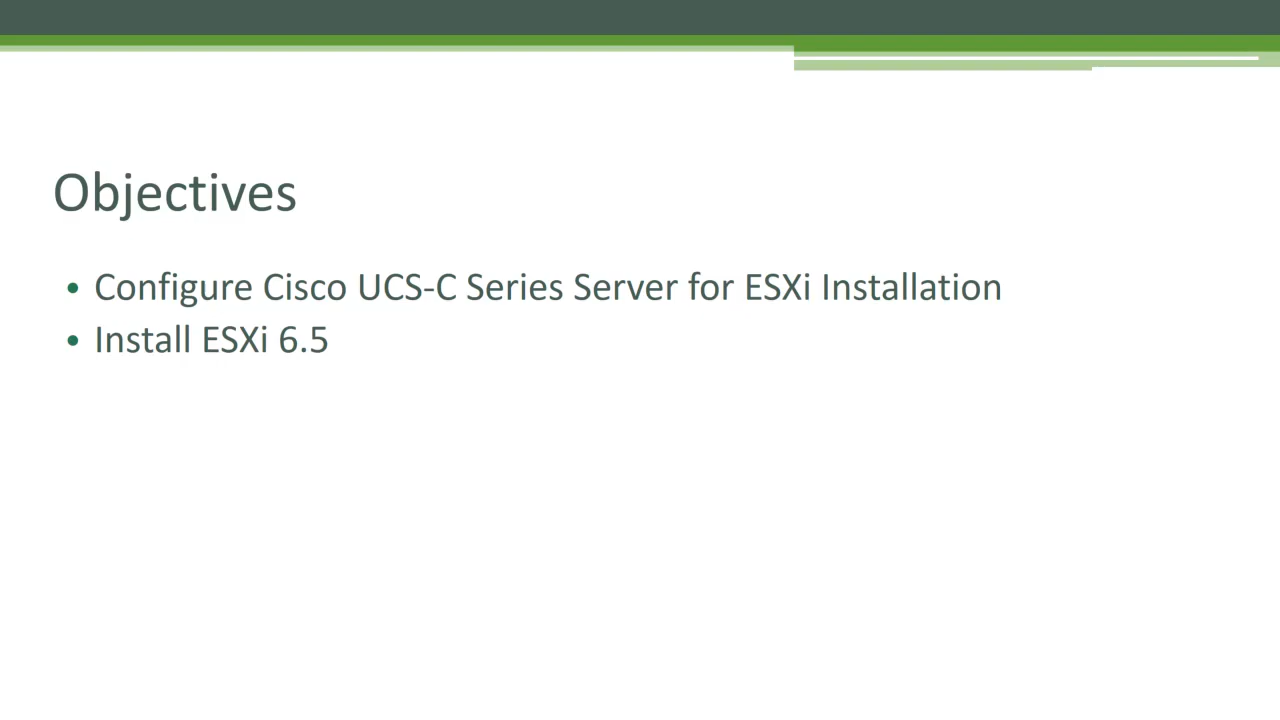 Objectives
• Configure Cisco UCS-C Series Server for ESXi Installation
• Install ESXi 6.5